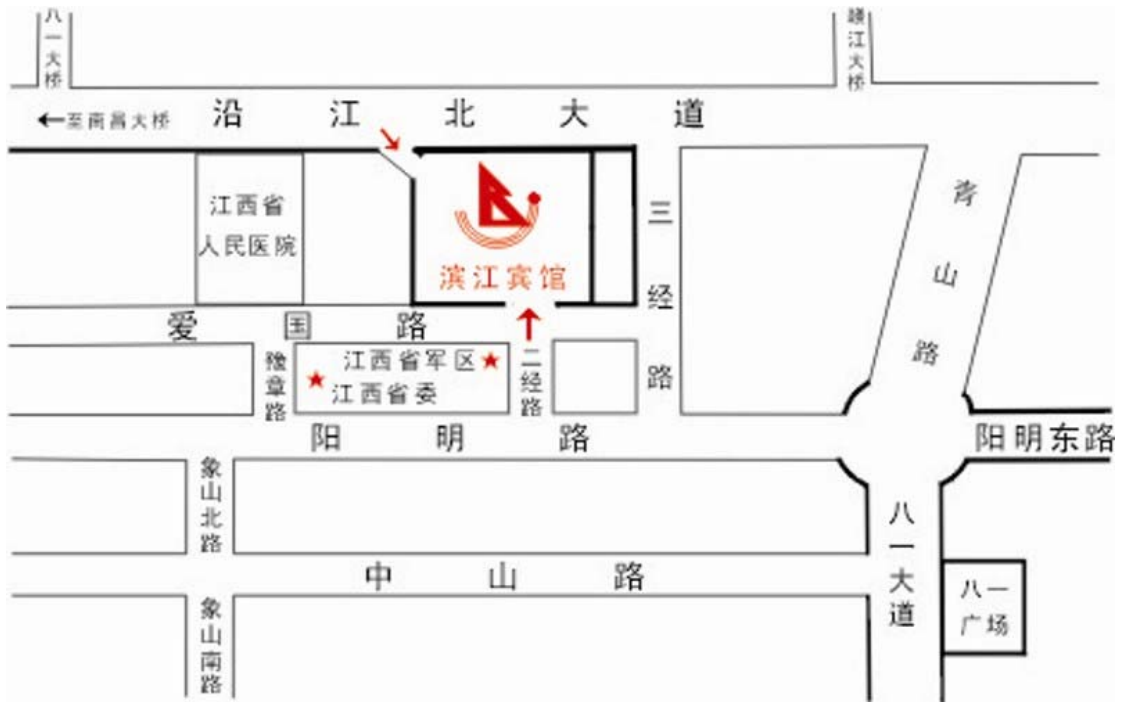 八一大桥
赣江大桥
←至南昌大桥
沿江北大道
江西省
人民医院
滨江宾馆
三经路
青山路
爱国路
豫章路
江西省军区
江西省委
二经路
阳明路
阳明东路
象山北路
八一大道
中山路
八一
广场
象山南路